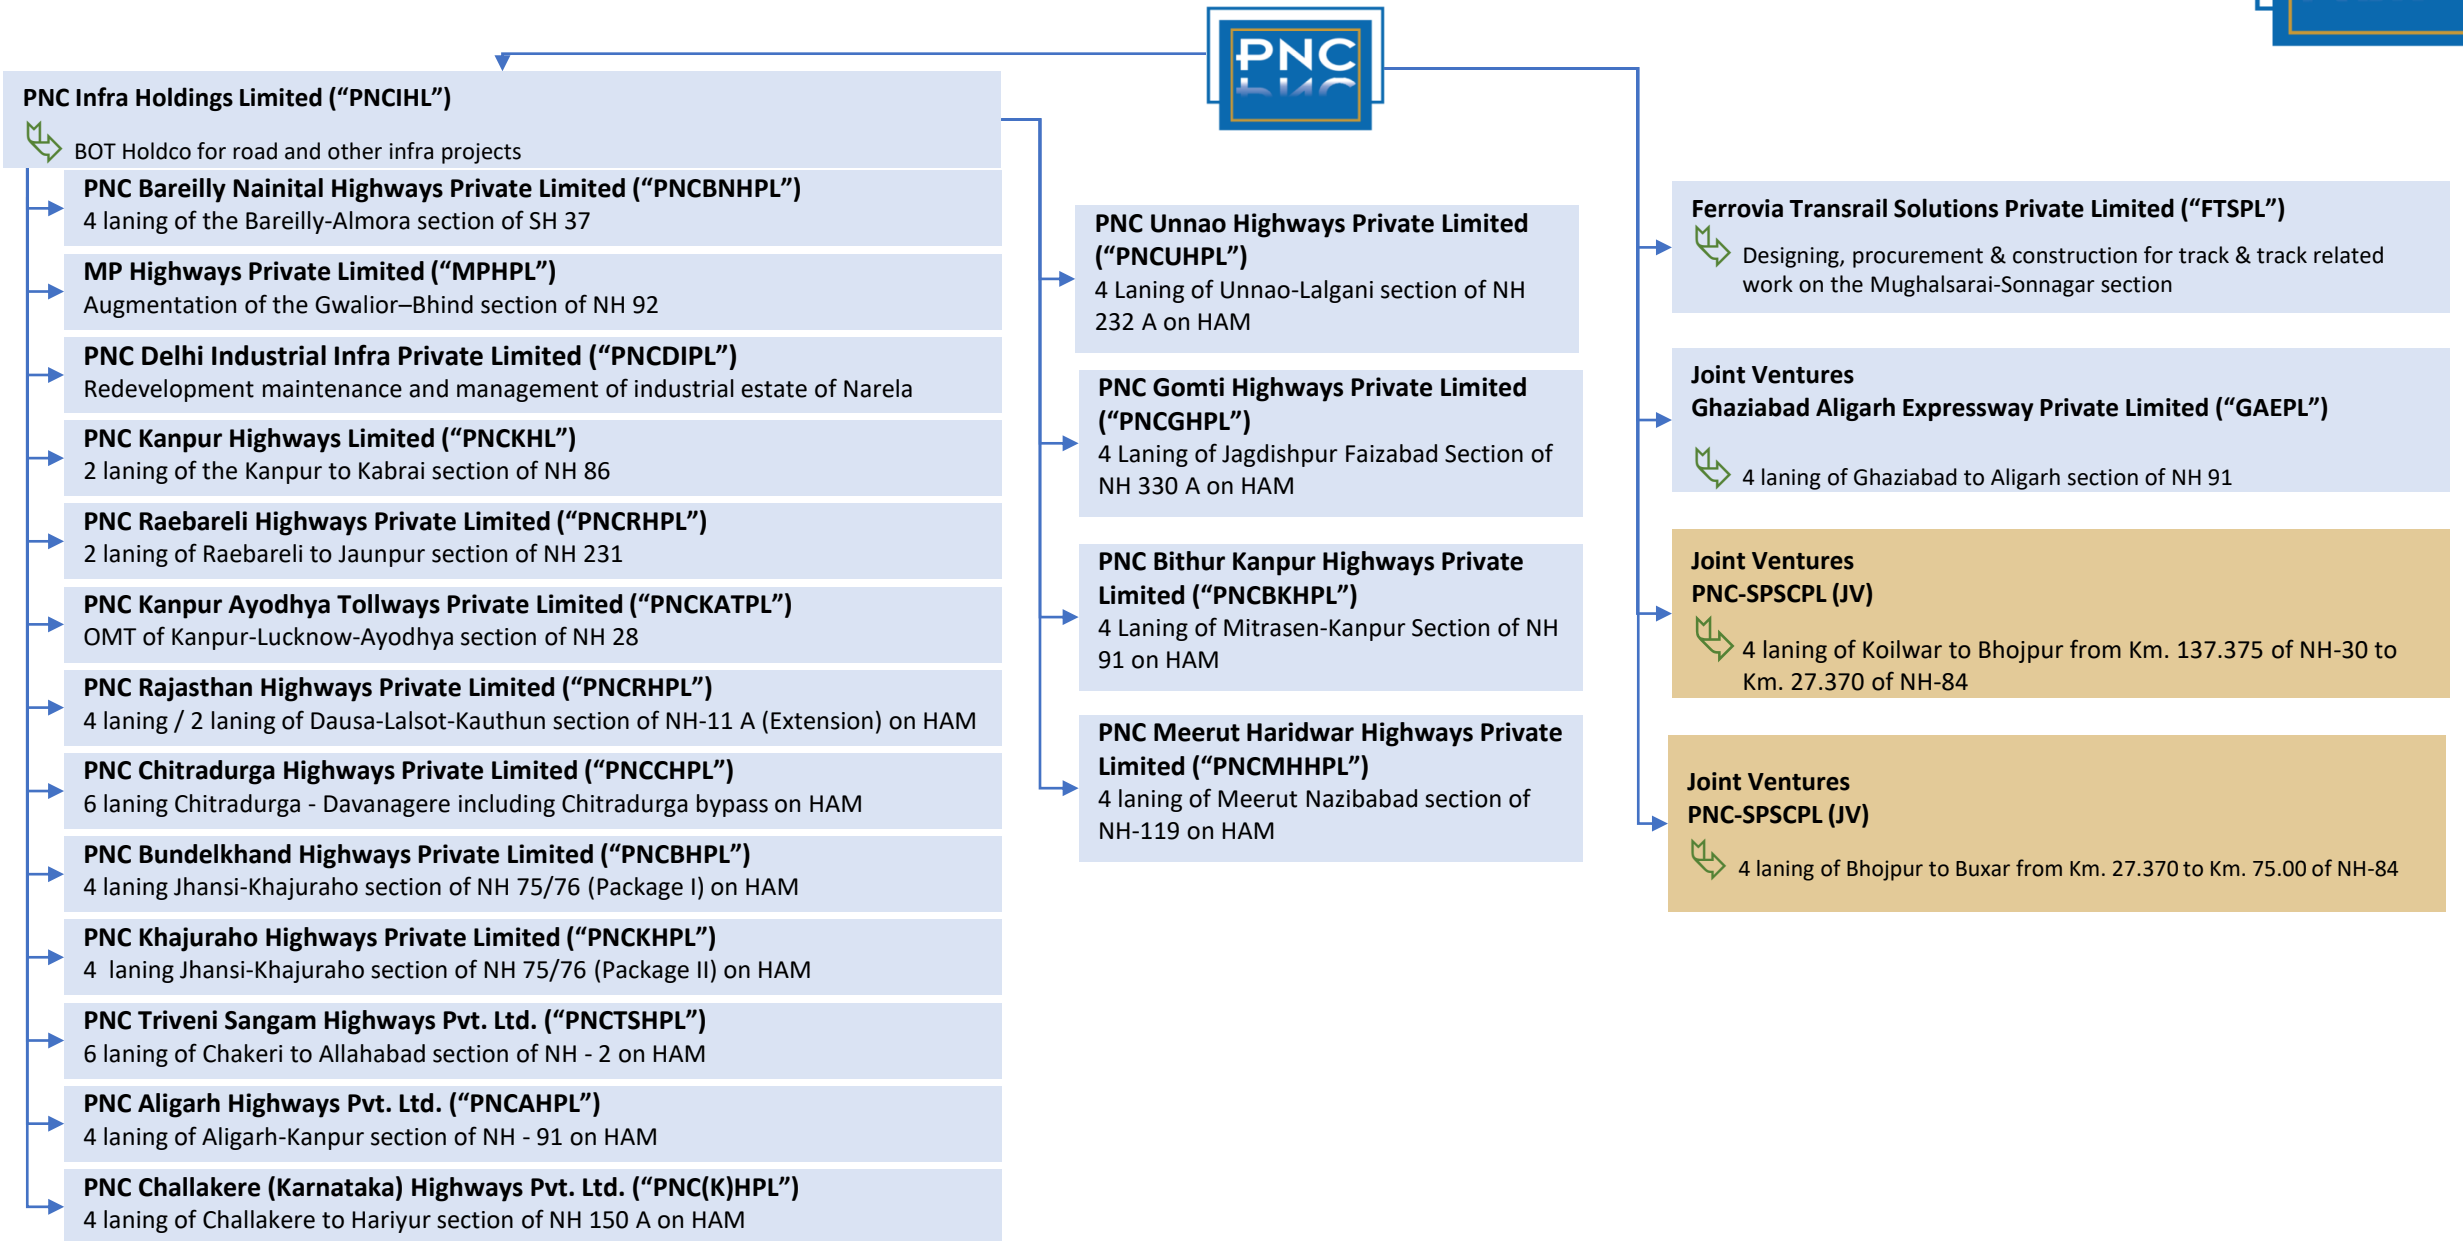 PNC
PNC Infra Holdings Limited (“PNCIHL”)
BOT Holdco for road and other infra projects
PNC Bareilly Nainital Highways Private Limited (“PNCBNHPL”)
4 laning of the Bareilly-Almora section of SH 37
MP Highways Private Limited (“MPHPL”)
Augmentation of the Gwalior–Bhind section of NH 92
PNC Delhi Industrial Infra Private Limited (“PNCDIPL”)
Redevelopment maintenance and management of industrial estate of Narela
PNC Kanpur Highways Limited (“PNCKHL”)
2 laning of the Kanpur to Kabrai section of NH 86
PNC Raebareli Highways Private Limited (“PNCRHPL”)
2 laning of Raebareli to Jaunpur section of NH 231
PNC Kanpur Ayodhya Tollways Private Limited (“PNCKATPL”)
OMT of Kanpur-Lucknow-Ayodhya section of NH 28
PNC Rajasthan Highways Private Limited (“PNCRHPL”)
4 laning / 2 laning of Dausa-Lalsot-Kauthun section of NH-11 A (Extension) on HAM
PNC Chitradurga Highways Private Limited (“PNCCHPL”)
6 laning Chitradurga - Davanagere including Chitradurga bypass on HAM
PNC Bundelkhand Highways Private Limited (“PNCBHPL”)
4 laning Jhansi-Khajuraho section of NH 75/76 (Package I) on HAM
PNC Khajuraho Highways Private Limited (“PNCKHPL”)
4 laning Jhansi-Khajuraho section of NH 75/76 (Package II) on HAM
PNC Triveni Sangam Highways Pvt. Ltd. (“PNCTSHPL”)
6 laning of Chakeri to Allahabad section of NH - 2 on HAM
PNC Aligarh Highways Pvt. Ltd. (“PNCAHPL”)
4 laning of Aligarh-Kanpur section of NH - 91 on HAM
PNC Challakere (Karnataka) Highways Pvt. Ltd. (“PNC(K)HPL”)
4 laning of Challakere to Hariyur section of NH 150 A on HAM
PNC Unnao Highways Private Limited
(“PNCUHPL”)
4 Laning of Unnao-Lalgani section of NH
232 A on HAM
PNC Gomti Highways Private Limited
(“PNCGHPL”)
4 Laning of Jagdishpur Faizabad Section of
NH 330 A on HAM
PNC Bithur Kanpur Highways Private
Limited (“PNCBKHPL”)
4 Laning of Mitrasen-Kanpur Section of NH
91 on HAM
PNC Meerut Haridwar Highways Private
Limited (“PNCMHHPL”)
4 laning of Meerut Nazibabad section of
NH-119 on HAM
Ferrovia Transrail Solutions Private Limited (“FTSPL”)
Designing, procurement & construction for track & track related
work on the Mughalsarai-Sonnagar section
Joint Ventures
Ghaziabad Aligarh Expressway Private Limited (“GAEPL”)
4 laning of Ghaziabad to Aligarh section of NH 91
Joint Ventures
PNC-SPSCPL (JV)
4 laning of Koilwar to Bhojpur from Km. 137.375 of NH-30 to
Km. 27.370 of NH-84
Joint Ventures
PNC-SPSCPL (JV)
4 laning of Bhojpur to Buxar from Km. 27.370 to Km. 75.00 of NH-84